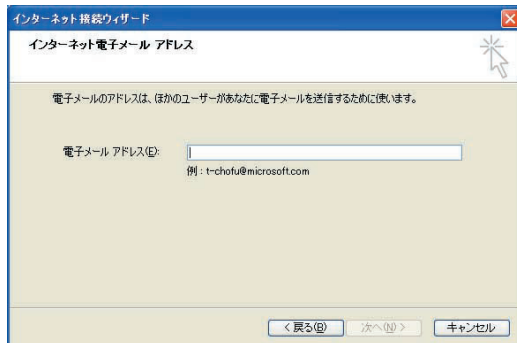 インターネット接続ウィザード
インターネット電子メール アドレス
電子メールのアドレスは、ほかのユーザーがあなたに電子メールを送信するために使います。
電子メール アドレス(E):
例 : t-chofu@microsoft.com
< 戻る(B)
次へ(N) >
キャンセル